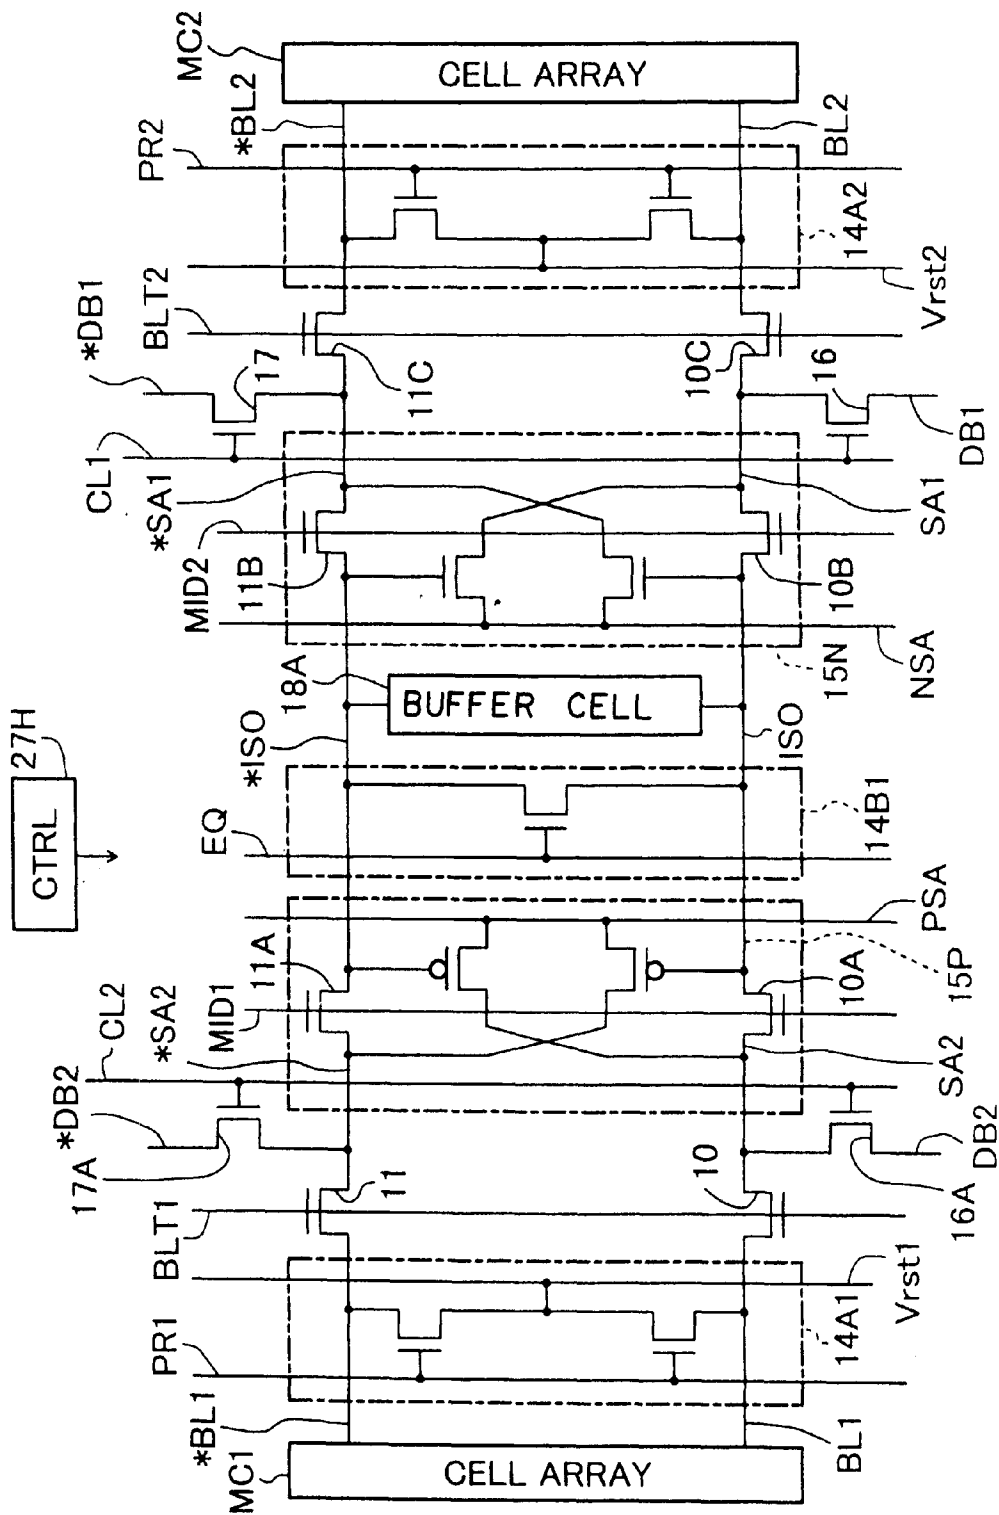 CTRL
27H
MC1
*BL1
PR1
BLT1
17A
*DB2
CL2
*SA2
MID1
11A
EQ
*ISO
18A
MID2
11B
*SA1
CL1
17
*DB1
BLT2
11C
PR2
*BL2
MC2
CELL ARRAY
BUFFER CELL
CELL ARRAY
11
10
BL1
14A1
Vrst1
16A
DB2
SA2
10A
15P
PSA
14B1
ISO
15N
NSA
10B
SA1
DB1
16
10C
Vrst2
14A2
BL2